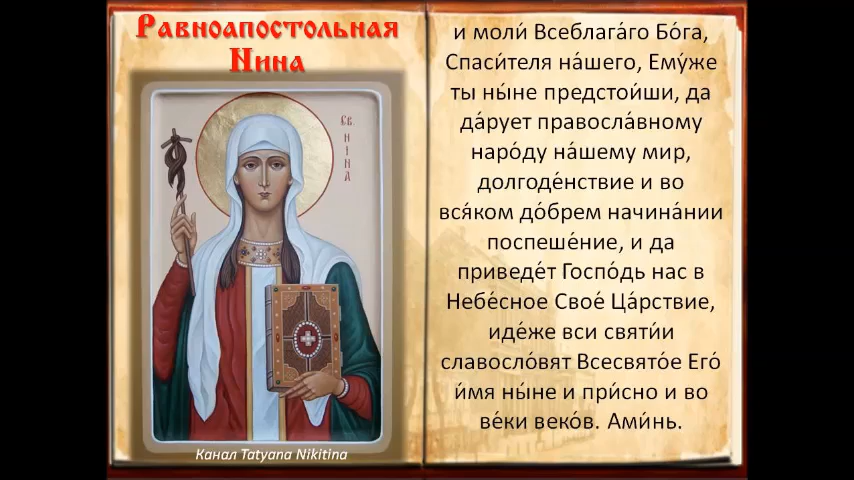 Равноапостольная
Нина
СВ.
НІНА
Канал Tatyana Nikitina
и моли́ Всеблага́го Бо́га,
Спаси́теля на́шего, Ему́же
ты ны́не предстои́ши, да
да́рует правосла́вному
наро́ду на́шему мир,
долгоде́нствие и во
вся́ком до́брем начина́нии
поспеше́ние, и да
приведе́т Госпо́дь нас в
Небе́сное Свое́ Ца́рствие,
иде́же вси святи́и
славосло́вят Всесвято́е Его́
и́мя ны́не и при́сно и во
ве́ки веко́в. Ами́нь.